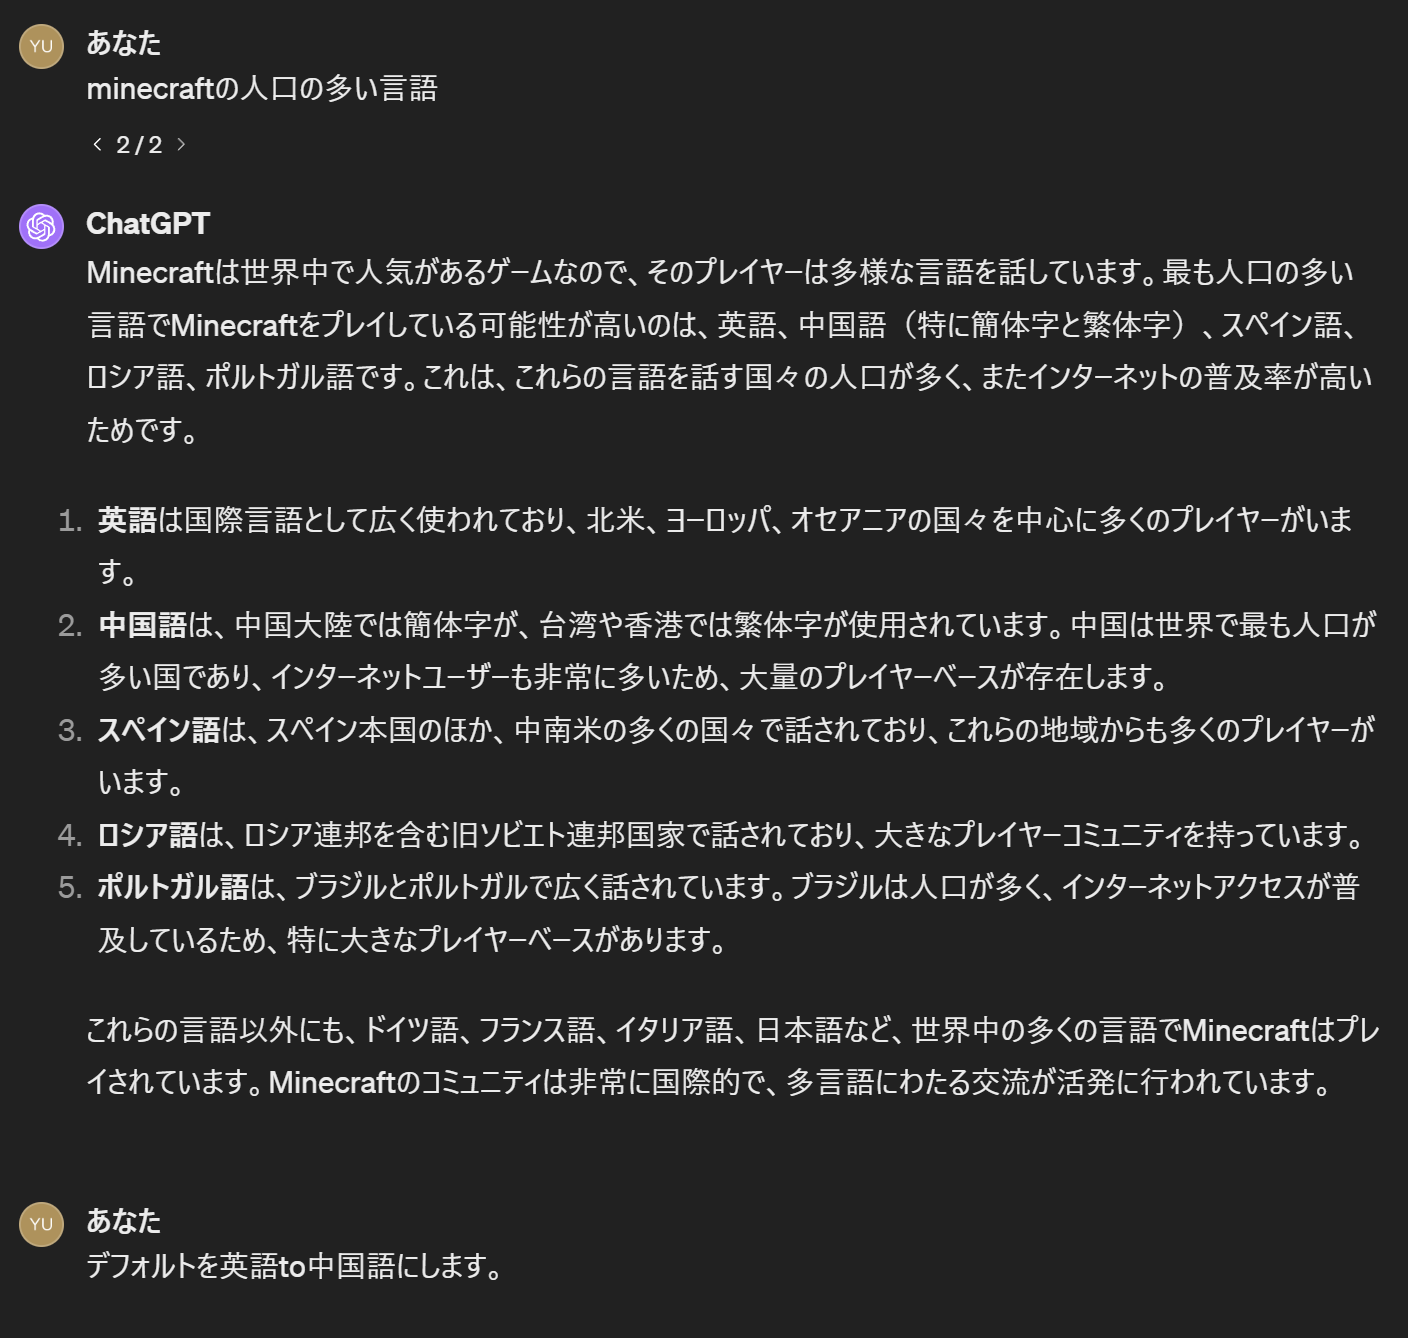 YU
あなた
minecraftの人口の多い言語
2 / 2
ChatGPT
Minecraftは世界中で人気があるゲームなので、そのプレイヤーは多様な言語を話しています。最も人口の多い
言語でMinecraftをプレイしている可能性が高いのは、英語、中国語（特に簡体字と繁体字）、スペイン語、
ロシア語、ポルトガル語です。これは、これらの言語を話す国々の人口が多く、またインターネットの普及率が高い
ためです。
1. 英語は国際言語として広く使われており、北米、ヨーロッパ、オセアニアの国々を中心に多くのプレイヤーがいま
す。
2. 中国語は、中国大陸では簡体字が、台湾や香港では繁体字が使用されています。中国は世界で最も人口が
多い国であり、インターネットユーザーも非常に多いため、大量のプレイヤーベースが存在します。
3. スペイン語は、スペイン本国のほか、中南米の多くの国々で話されており、これらの地域からも多くのプレイヤーが
います。
4. ロシア語は、ロシア連邦を含む旧ソビエト連邦国家で話されており、大きなプレイヤーコミュニティを持っています。
5. ポルトガル語は、ブラジルとポルトガルで広く話されています。ブラジルは人口が多く、インターネットアクセスが普
及しているため、特に大きなプレイヤーベースがあります。
これらの言語以外にも、ドイツ語、フランス語、イタリア語、日本語など、世界中の多くの言語でMinecraftはプレ
イされています。Minecraftのコミュニティは非常に国際的で、多言語にわたる交流が活発に行われています。
YU
あなた
デフォルトを英語to中国語にします。